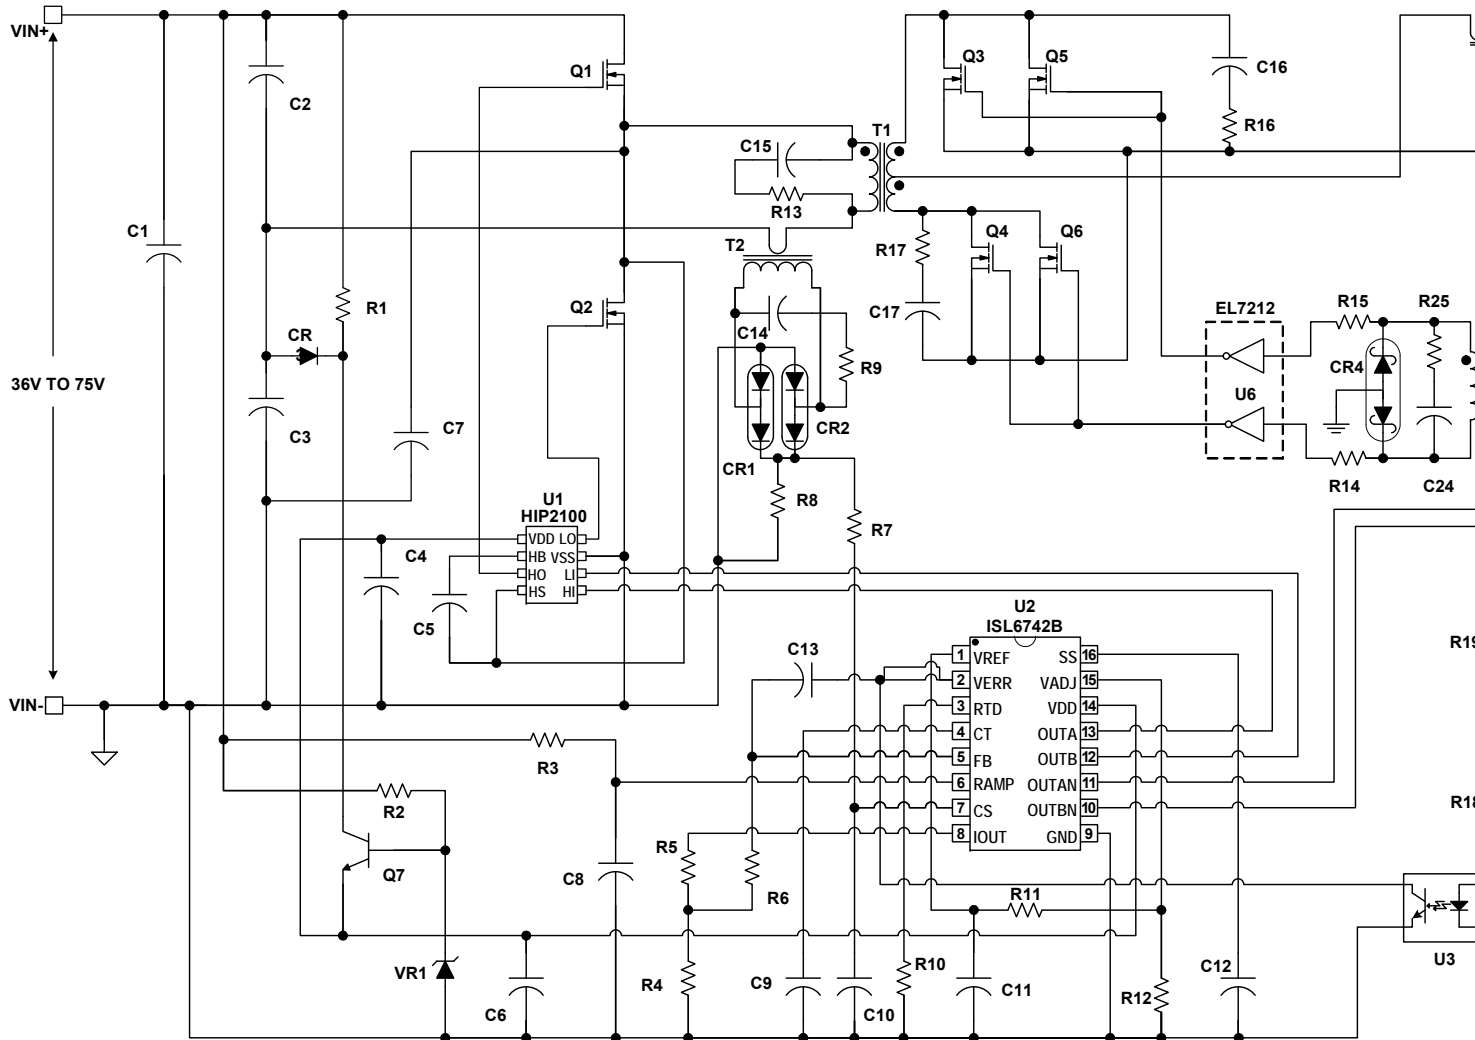 VIN+
Q1
Q3
Q5
C16
C2
R16
T1
C15
R13
C1
T2
R17
Q4
Q6
R1
Q2
C17
EL7212
R15
R25
CR
C14
R9
CR4
36V TO 75V
U6
C3
C7
CR2
CR1
R14
C24
R8
U1
HIP2100
R7
VDD LO
HB VSS
HO LI
HS HI
C4
C5
U2
ISL6742B
C13
1 VREF SS 16
2 VERR VADJ 15
3 RTD VDD 14
4 CT OUTA 13
5 FB OUTB 12
6 RAMP OUTAN 11
7 CS OUTBN 10
8 IOUT GND 9
R19
VIN-
R3
R2
R18
Q7
C8
R5
R6
R11
VR1
C6
R4
C9
C10
R10
C11
R12
C12
U3